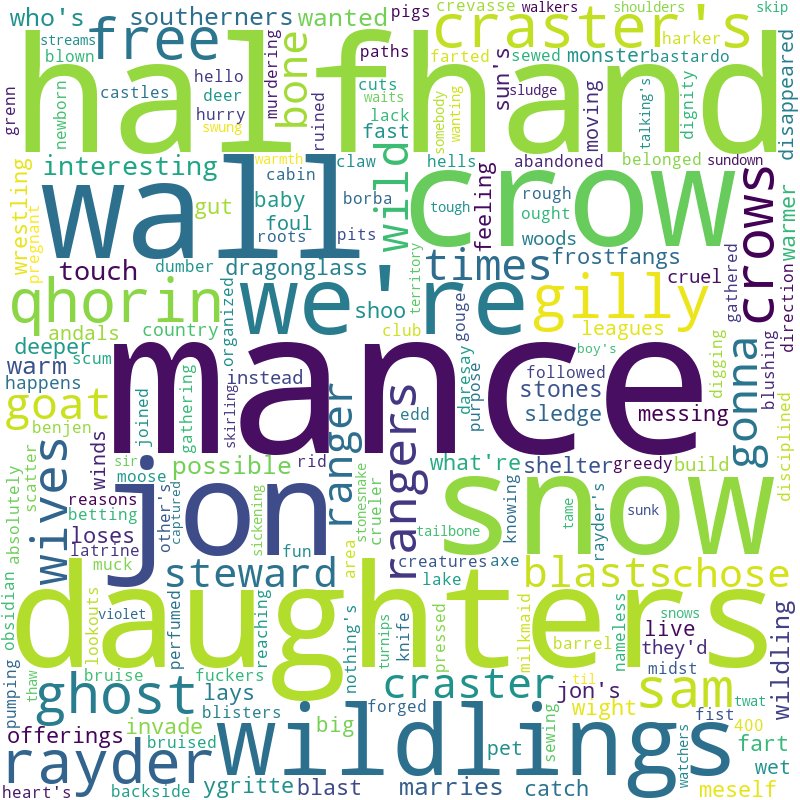 who's southerners wanted pigs crevasse walkers shoulders skip
streams blown free paths craster's sewed farted harker monster bastardo
grenn newborn castles hello deer hurry bone murdering ruined cuts lack fast sun's sludge moving somebody wanting talking's dignity disappeared
halfhand
swung
interesting warmth cabin claw hells abandoned belonged sundown
wrestling pregnant gut baby foul borba wild tough rough ought feeling warmer
wall crow crows
roots pits woods
touch dumber dragonglass times frostfangs cruel gathered direction
qhorin we're shoo territory gilly
andals country organized club gouge leagues blushing
deeper scum boy's digging
warm happens instead daresay purpose followed stones messing gonna
mance
goat joined gathering skirling ranger edd sledge disciplined
benjen winds sir rid
absolutely scatter wives moose possible rangers what're shelter greedy build
reasons betting loses other's captured sickening stonesnake crueler tailbone knowing rayder's tame sunk
obsidian latrine muck fun area creatures axe
jon snow
lookouts steward lake blasts chose
violet perfumed reaching nothing's turnips knife pressed milkmaid barrel nameless live they'd snows midst wildling
daughters
pumping thaw bruise fuckers craster jon's til sam
ghost lays forged wight
offerings blisters big sewing fist 400 twat
invade bruised wildlings pet watchers fart
rayder wet
heart's backside ygritte blast marries catch meself